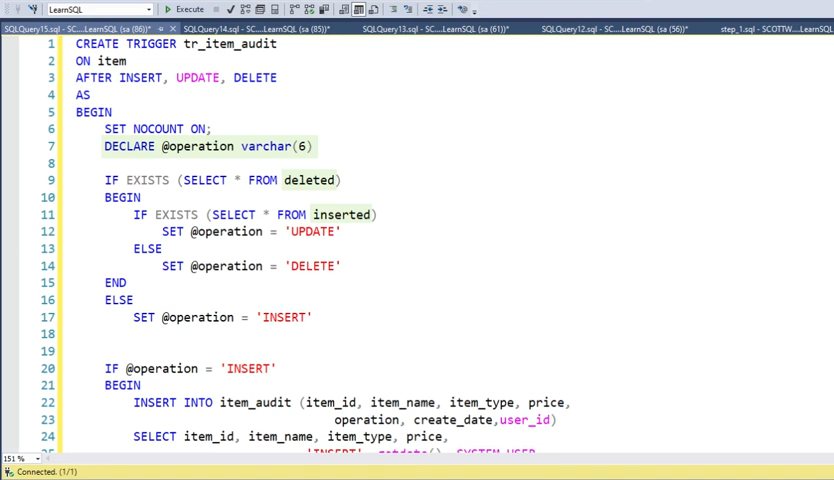 LearnSQL
Execute
SQLQuery15.sql - SC....LearnSQL (sa (86))*
SQLQuery14.sql - SC....LearnSQL (sa (85))*
SQLQuery13.sql - SC....LearnSQL (sa (61))*
SQLQuery12.sql - SC....LearnSQL (sa (56))*
step_1.sql - SCOTTW....LearnSQL
1 CREATE TRIGGER tr_item_audit
2 ON item
3 AFTER INSERT, UPDATE, DELETE
4 AS
5 BEGIN
6 SET NOCOUNT ON;
7 DECLARE @operation varchar(6)
8
9 IF EXISTS (SELECT * FROM deleted)
10 BEGIN
11 IF EXISTS (SELECT * FROM inserted)
12 SET @operation = 'UPDATE'
13 ELSE
14 SET @operation = 'DELETE'
15 END
16 ELSE
17 SET @operation = 'INSERT'
18
19
20 IF @operation = 'INSERT'
21 BEGIN
22 INSERT INTO item_audit (item_id, item_name, item_type, price,
23 operation, create_date,user_id)
24 SELECT item_id, item_name, item_type, price,
25 'INSERT', getdate(), SYSTEM_USER
151 %
Connected. (1/1)